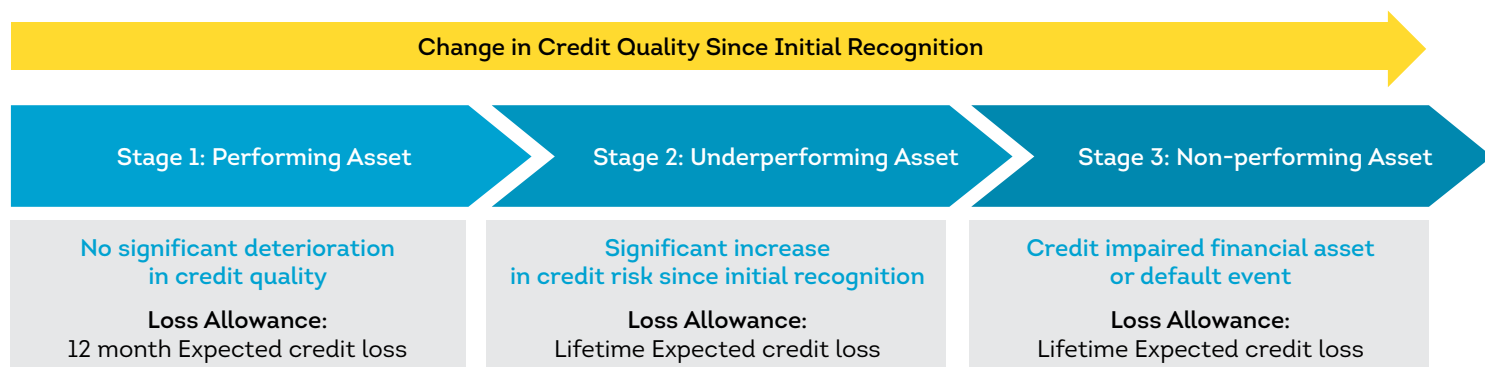 Change in Credit Quality Since Initial Recognition
Stage 1: Performing Asset
Stage 2: Underperforming Asset
Stage 3: Non-performing Asset
No significant deterioration
in credit quality
Loss Allowance:
12 month Expected credit loss
Significant increase
in credit risk since initial recognition
Loss Allowance:
Lifetime Expected credit loss
Credit impaired financial asset
or default event
Loss Allowance:
Lifetime Expected credit loss